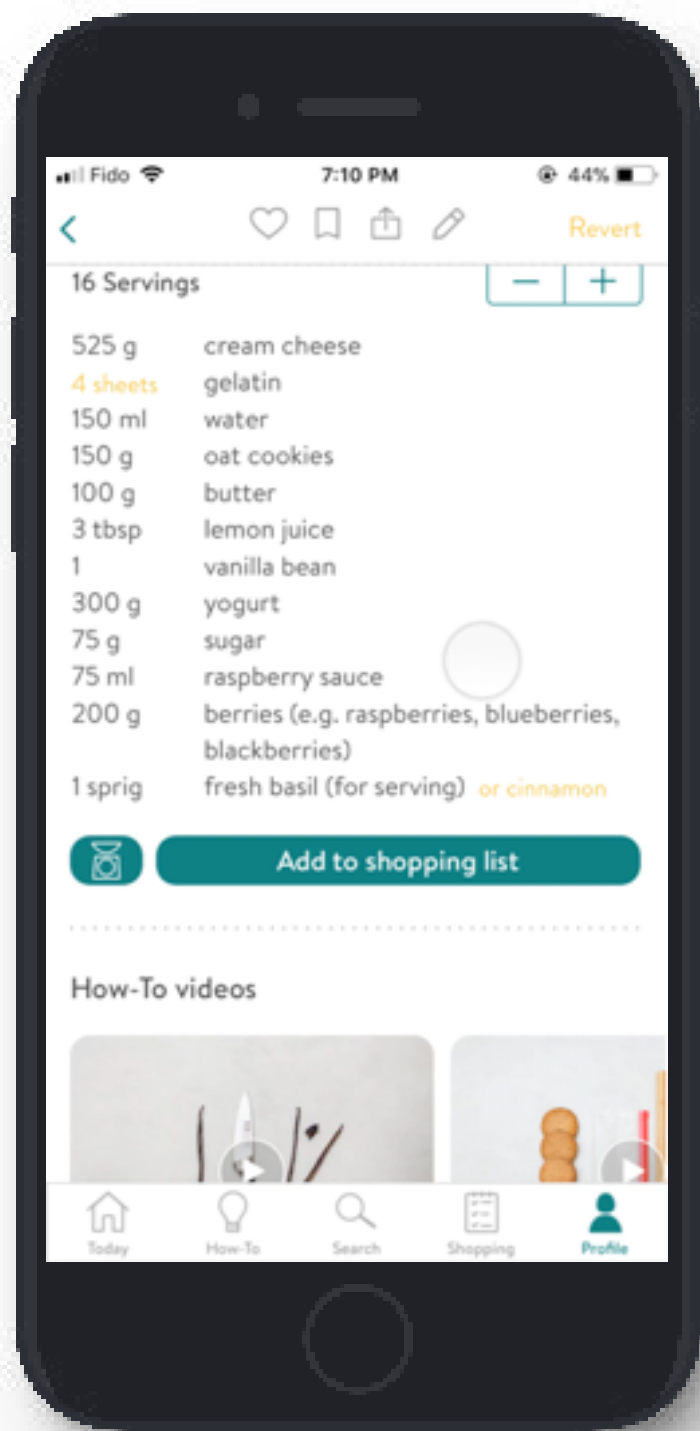 Fido
7:10 PM
44%
Revert
16 Servings
525 g cream cheese
4 sheets gelatin
150 ml water
150 g oat cookies
100 g butter
3 tbsp lemon juice
1 vanilla bean
300 g yogurt
75 g sugar
75 ml raspberry sauce
200 g berries (e.g. raspberries, blueberries,
blackberries)
1 sprig fresh basil (for serving) or cinnamon
Add to shopping list
How-To videos
Today How-To Search Shopping Profile